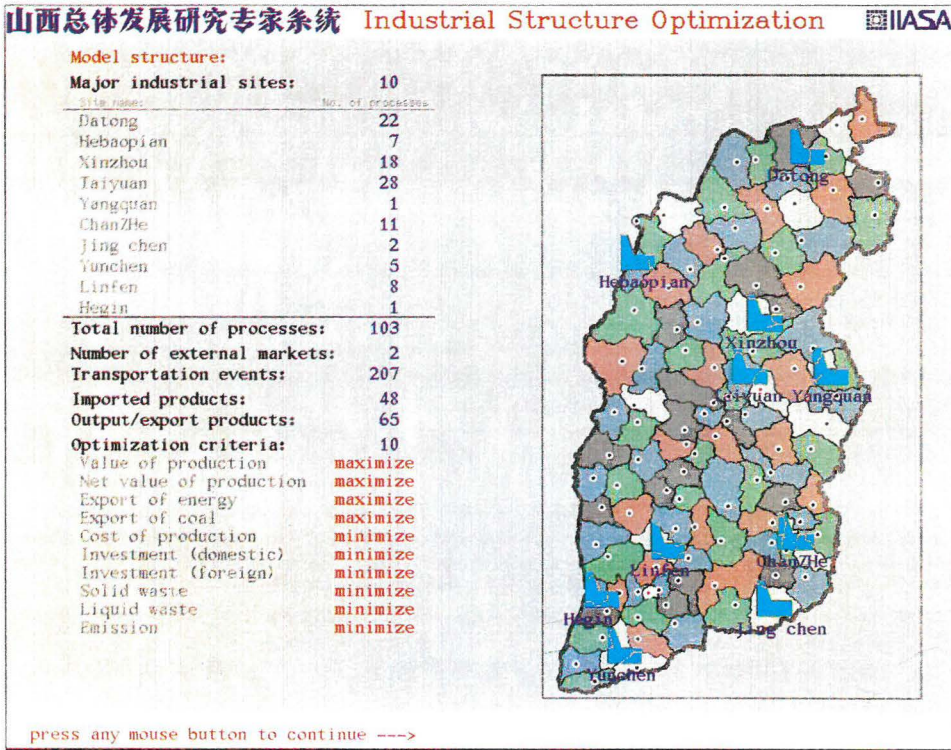 山西总体发展研究专家系统 Industrial Structure Optimization IIASA
Model structure:
Major industrial sites: 10
Site name: No. of processes
Datong 22
Hebaopian 7
Xinzhou 18
Taiyuan 28
Yangquan 1
ChanZHe 11
Jing chen 2
Yunchen 5
Linfen 8
Hegin 1
Total number of processes: 103
Number of external markets: 2
Transportation events: 207
Imported products: 48
Output/export products: 65
Optimization criteria: 10
Value of production maximize
Net value of production maximize
Export of energy maximize
Export of coal maximize
Cost of production minimize
Investment (domestic) minimize
Investment (foreign) minimize
Solid waste minimize
Liquid waste minimize
Emission minimize
Datong
Hebaopian
Xinzhou
Taiyuan Yangquan
ChanZHe
Linfen
Hegin
Jing chen
Yunchen
press any mouse button to continue --->